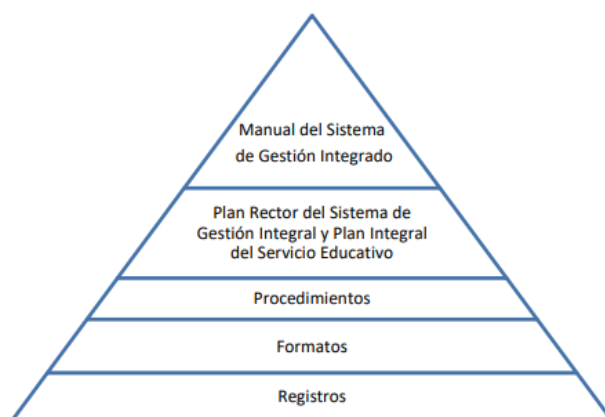 Manual del Sistema
de Gestión Integrado
Plan Rector del Sistema de
Gestión Integral y Plan Integral
del Servicio Educativo
Procedimientos
Formatos
Registros